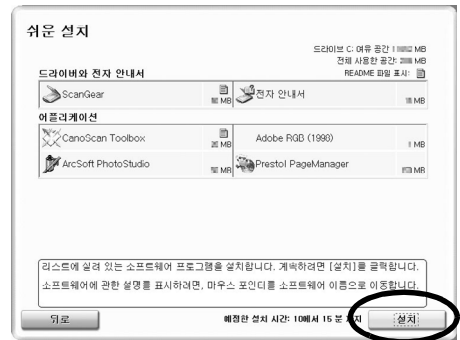 쉬운 설치
드라이브 C: 여유 공간: MB
전체 사용한 공간: MB
README 파일 표시:
드라이버와 전자 안내서
ScanGear MB 전자 안내서 MB
어플리케이션
CanoScan Toolbox MB Adobe RGB (1998) MB
ArcSoft PhotoStudio MB Presto! PageManager MB
리스트에 실려 있는 소프트웨어 프로그램을 설치합니다. 계속하려면 [설치]를 클릭합니다.
소프트웨어에 관한 설명를 표시하려면, 마우스 포인터를 소프트웨어 이름으로 이동합니다.
뒤로 예정한 설치 시간: 10에서 15 분 설치